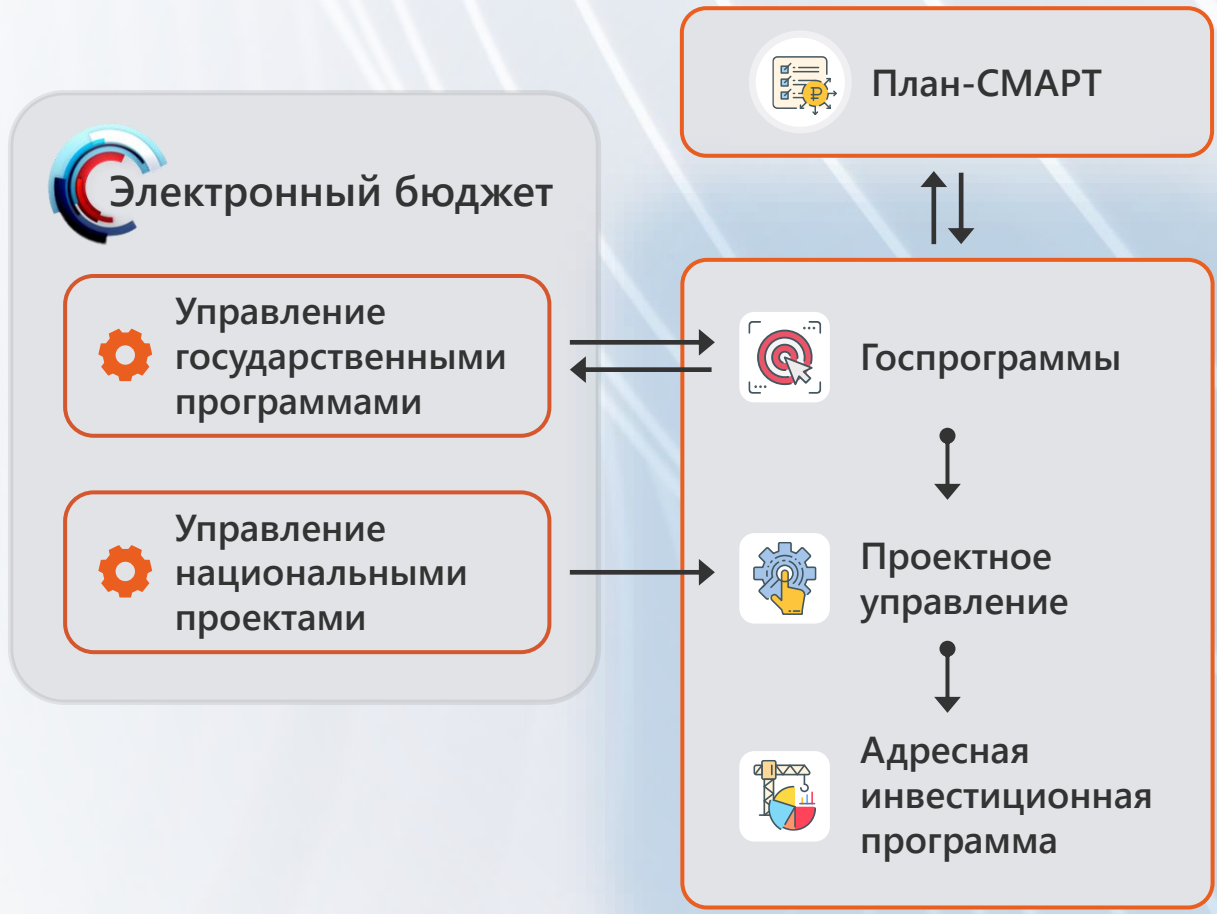 План-СМАРТ
Электронный бюджет
Управление
государственными
программами
Управление
национальными
проектами
Госпрограммы
Проектное
управление
Адресная
инвестиционная
программа